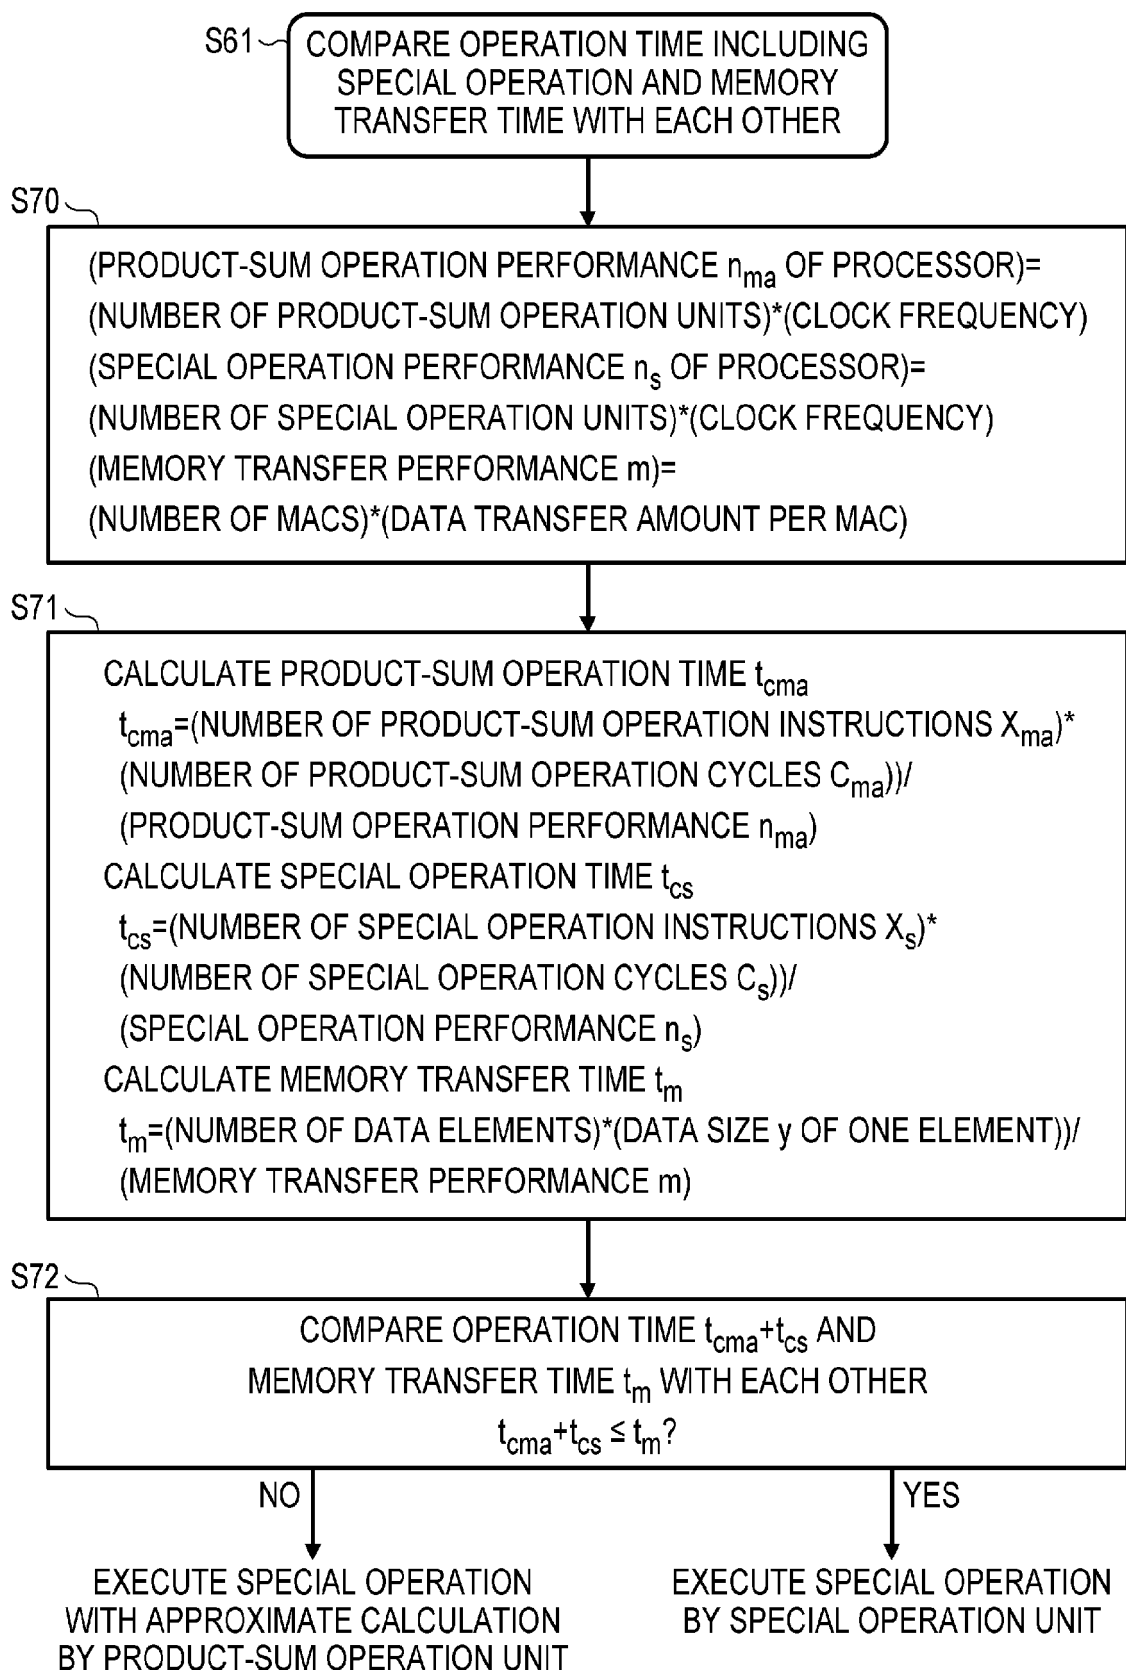 S61
COMPARE OPERATION TIME INCLUDING
SPECIAL OPERATION AND MEMORY
TRANSFER TIME WITH EACH OTHER
S70
(PRODUCT-SUM OPERATION PERFORMANCE nma OF PROCESSOR)=
(NUMBER OF PRODUCT-SUM OPERATION UNITS)*(CLOCK FREQUENCY)
(SPECIAL OPERATION PERFORMANCE ns OF PROCESSOR)=
(NUMBER OF SPECIAL OPERATION UNITS)*(CLOCK FREQUENCY)
(MEMORY TRANSFER PERFORMANCE m)=
(NUMBER OF MACS)*(DATA TRANSFER AMOUNT PER MAC)
S71
CALCULATE PRODUCT-SUM OPERATION TIME tcma
tcma=(NUMBER OF PRODUCT-SUM OPERATION INSTRUCTIONS Xma)*
(NUMBER OF PRODUCT-SUM OPERATION CYCLES Cma))/
(PRODUCT-SUM OPERATION PERFORMANCE nma)
CALCULATE SPECIAL OPERATION TIME tcs
tcs=(NUMBER OF SPECIAL OPERATION INSTRUCTIONS Xs)*
(NUMBER OF SPECIAL OPERATION CYCLES Cs))/
(SPECIAL OPERATION PERFORMANCE ns)
CALCULATE MEMORY TRANSFER TIME tm
tm=(NUMBER OF DATA ELEMENTS)*(DATA SIZE y OF ONE ELEMENT))/
(MEMORY TRANSFER PERFORMANCE m)
S72
COMPARE OPERATION TIME tcma+tcs AND
MEMORY TRANSFER TIME tm WITH EACH OTHER
tcma+tcs ≤ tm?
NO
YES
EXECUTE SPECIAL OPERATION
WITH APPROXIMATE CALCULATION
BY PRODUCT-SUM OPERATION UNIT
EXECUTE SPECIAL OPERATION
BY SPECIAL OPERATION UNIT